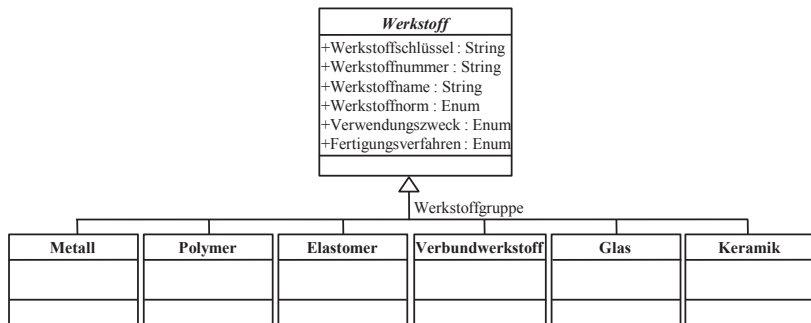 Werkstoff
+Werkstoffschlüssel : String
+Werkstoffnummer : String
+Werkstoffname : String
+Werkstoffnorm : Enum
+Verwendungszweck : Enum
+Fertigungsverfahren : Enum
Werkstoffgruppe
Metall
Polymer
Elastomer
Verbundwerkstoff
Glas
Keramik